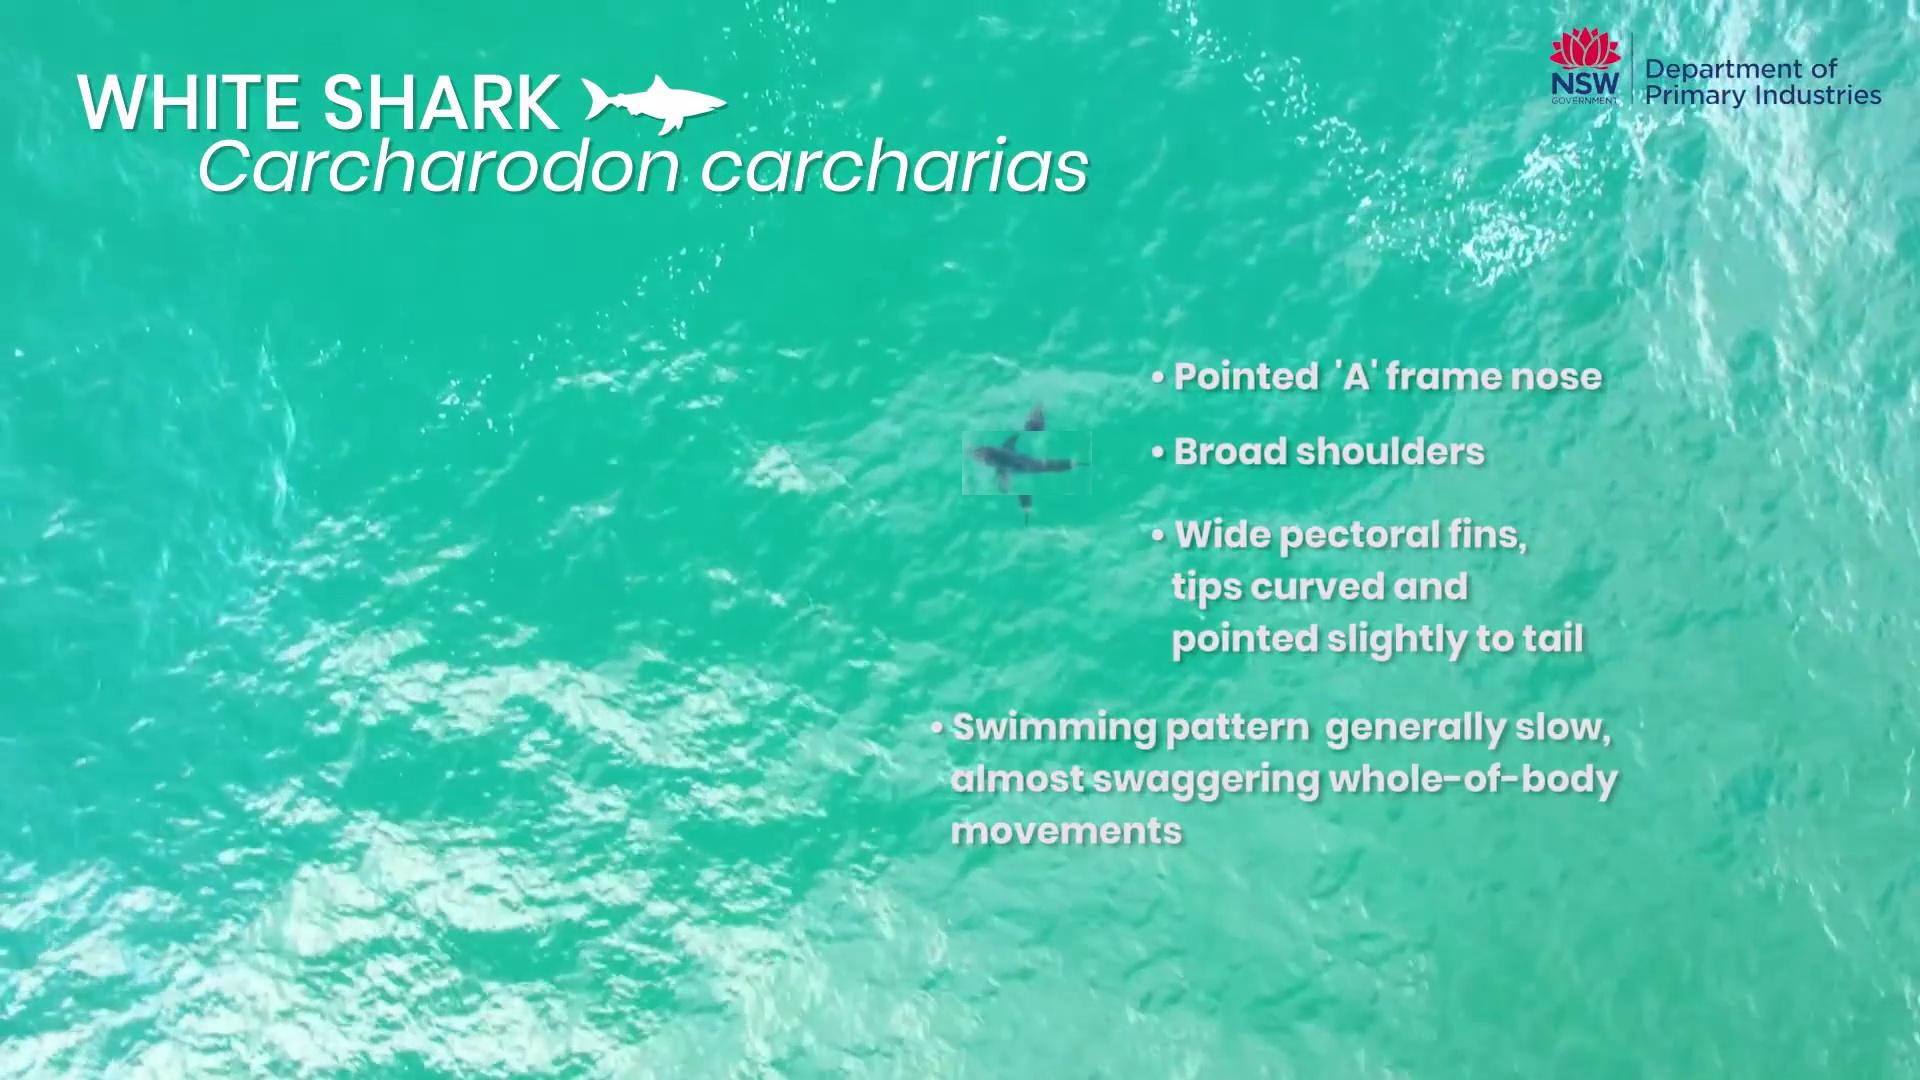 WHITE SHARK
Carcharodon carcharias
NSW
GOVERNMENT
Department of
Primary Industries
• Pointed 'A' frame nose
• Broad shoulders
• Wide pectoral fins,
tips curved and
pointed slightly to tail
• Swimming pattern generally slow,
almost swaggering whole-of-body
movements